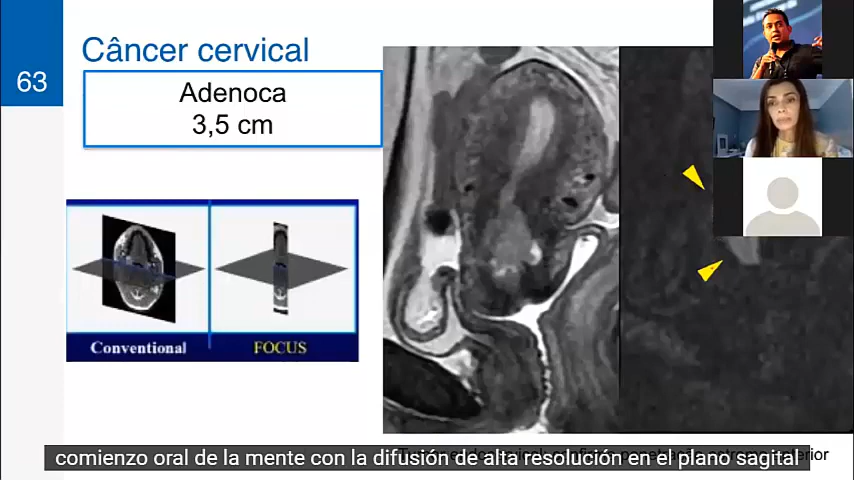 Câncer cervical
63
Adenoca
3,5 cm
Conventional
FOCUS
comienzo oral de la mente con la difusión de alta resolución en el plano sagital